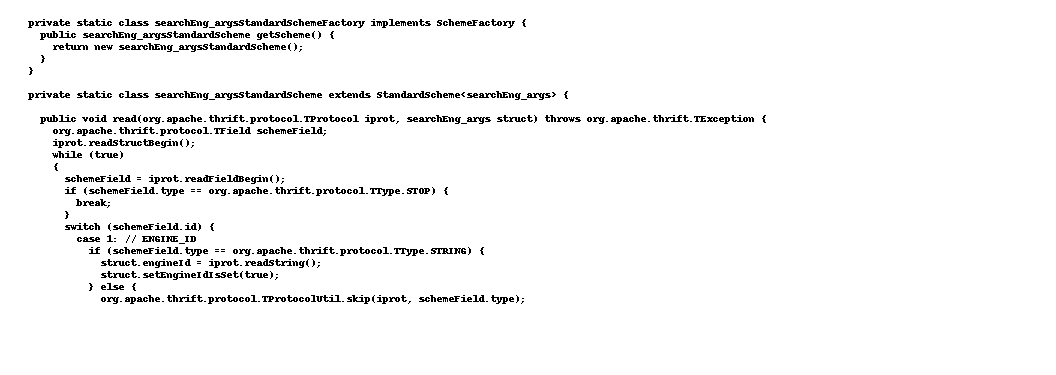 private static class searchEng_argsStandardSchemeFactory implements SchemeFactory {
  public searchEng_argsStandardScheme getScheme() {
    return new searchEng_argsStandardScheme();
  }
}

private static class searchEng_argsStandardScheme extends StandardScheme<searchEng_args> {

  public void read(org.apache.thrift.protocol.TProtocol iprot, searchEng_args struct) throws org.apache.thrift.TException {
    org.apache.thrift.protocol.TField schemeField;
    iprot.readStructBegin();
    while (true)
    {
      schemeField = iprot.readFieldBegin();
      if (schemeField.type == org.apache.thrift.protocol.TType.STOP) {
        break;
      }
      switch (schemeField.id) {
        case 1: // ENGINE_ID
          if (schemeField.type == org.apache.thrift.protocol.TType.STRING) {
            struct.engineId = iprot.readString();
            struct.setEngineIdIsSet(true);
          } else {
            org.apache.thrift.protocol.TProtocolUtil.skip(iprot, schemeField.type);